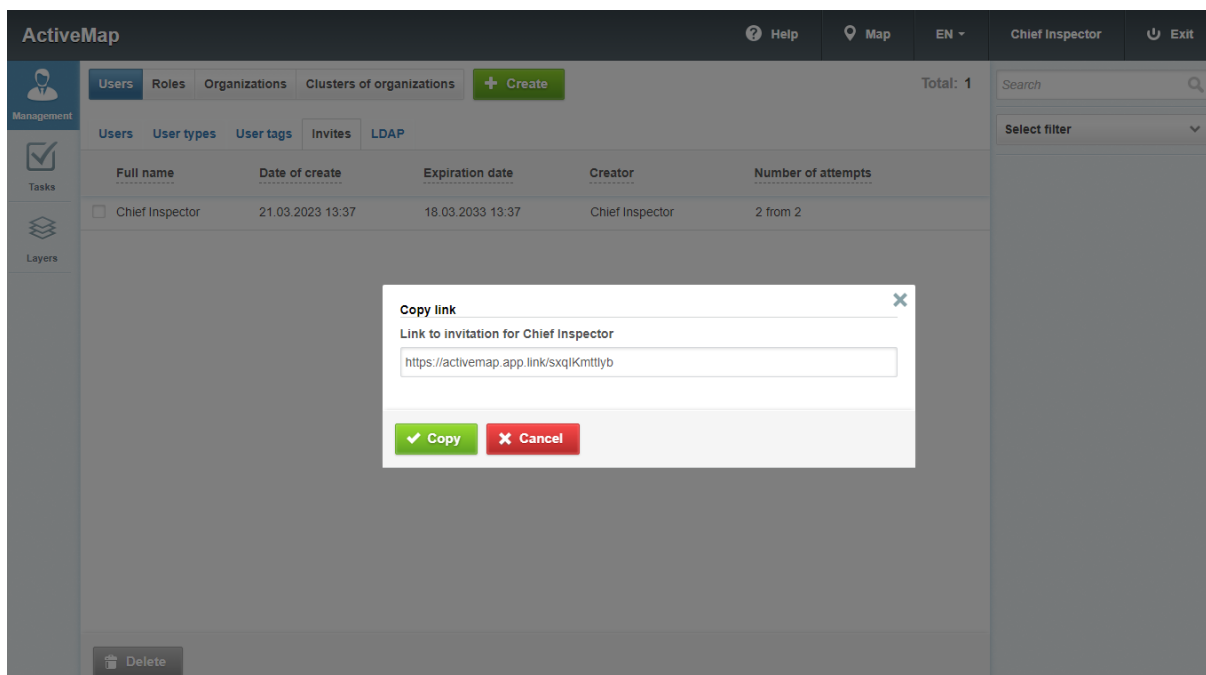 ActiveMap
Help
Map
EN
Chief Inspector
Exit
Management
Tasks
Layers
Users Roles Organizations Clusters of organizations
Create
Total: 1
Users User types User tags Invites LDAP
Full name Date of create Expiration date Creator Number of attempts
Chief Inspector 21.03.2023 13:37 18.03.2033 13:37 Chief Inspector 2 from 2
Search
Select filter
Copy link
Link to invitation for Chief Inspector
https://activemap.app.link/sxqIKmttlyb
Copy
Cancel
Delete